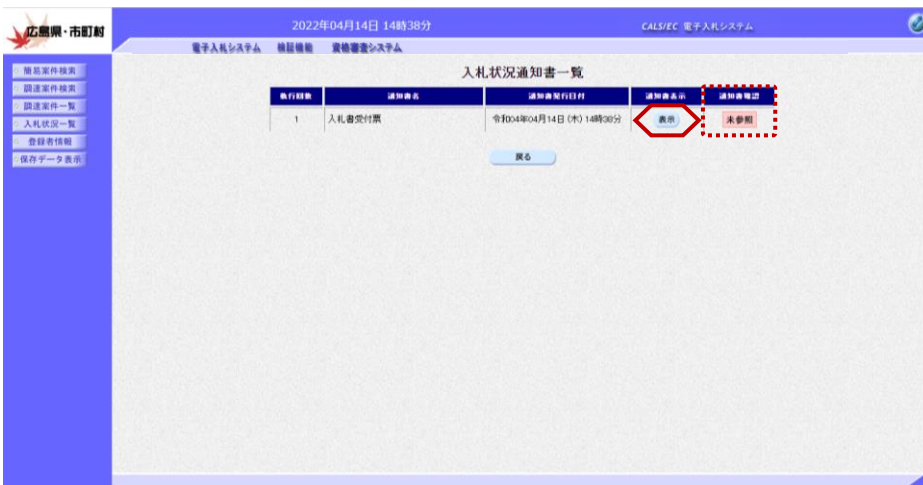 広島県・市町村
2022年04月14日 14時38分
CALS/EC 電子入札システム
電子入札システム 検証機能 資格審査システム
簡易案件検索
調達案件検索
調達案件一覧
入札状況一覧
登録者情報
保存データ表示
入札状況通知書一覧
執行回数 通知書名 通知書発行日付 通知書表示 通知書確認
1 入札書受付票 令和04年04月14日 (木) 14時38分 表示 未参照
戻る